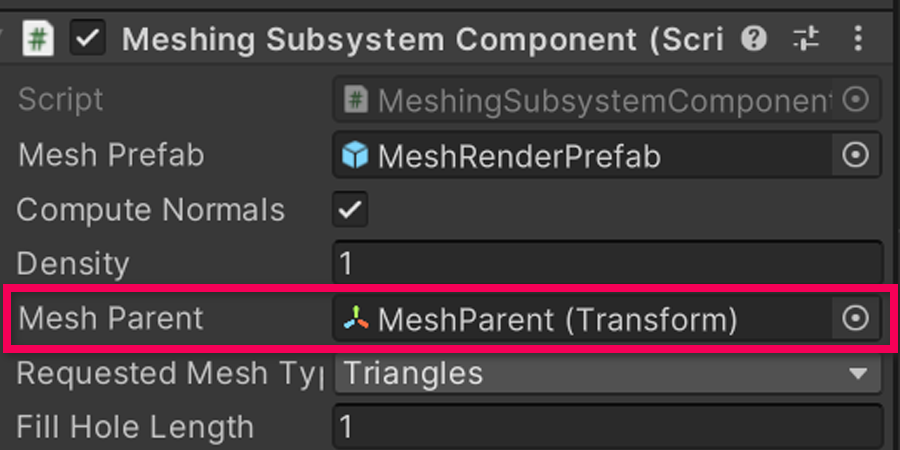 Meshing Subsystem Component (Scri
Script # MeshingSubsystemComponent
Mesh Prefab MeshRenderPrefab
Compute Normals
Density 1
Mesh Parent MeshParent (Transform)
Requested Mesh Typ Triangles
Fill Hole Length 1